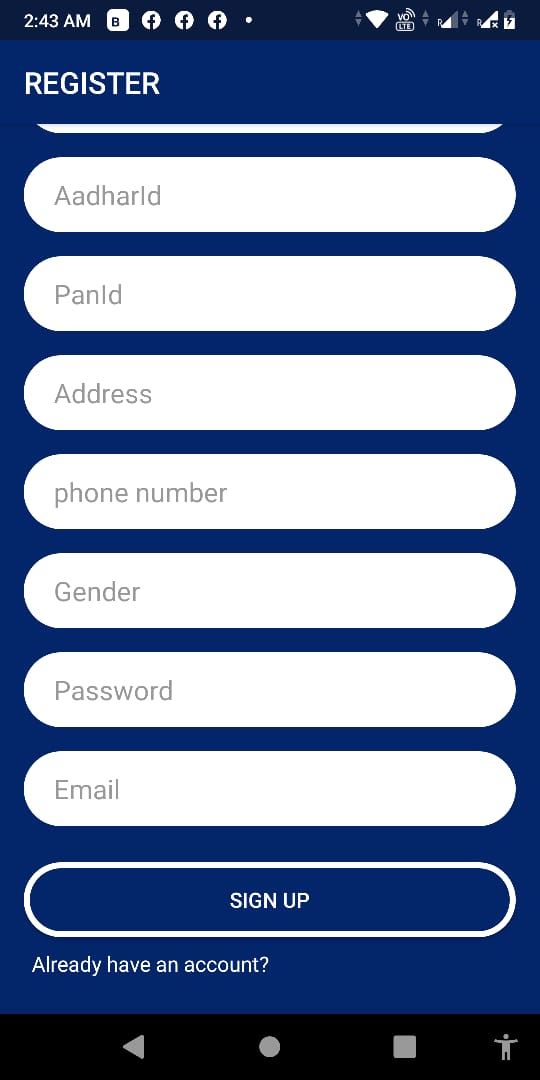 2:43 AM
REGISTER
AadharId
PanId
Address
phone number
Gender
Password
Email
SIGN UP
Already have an account?